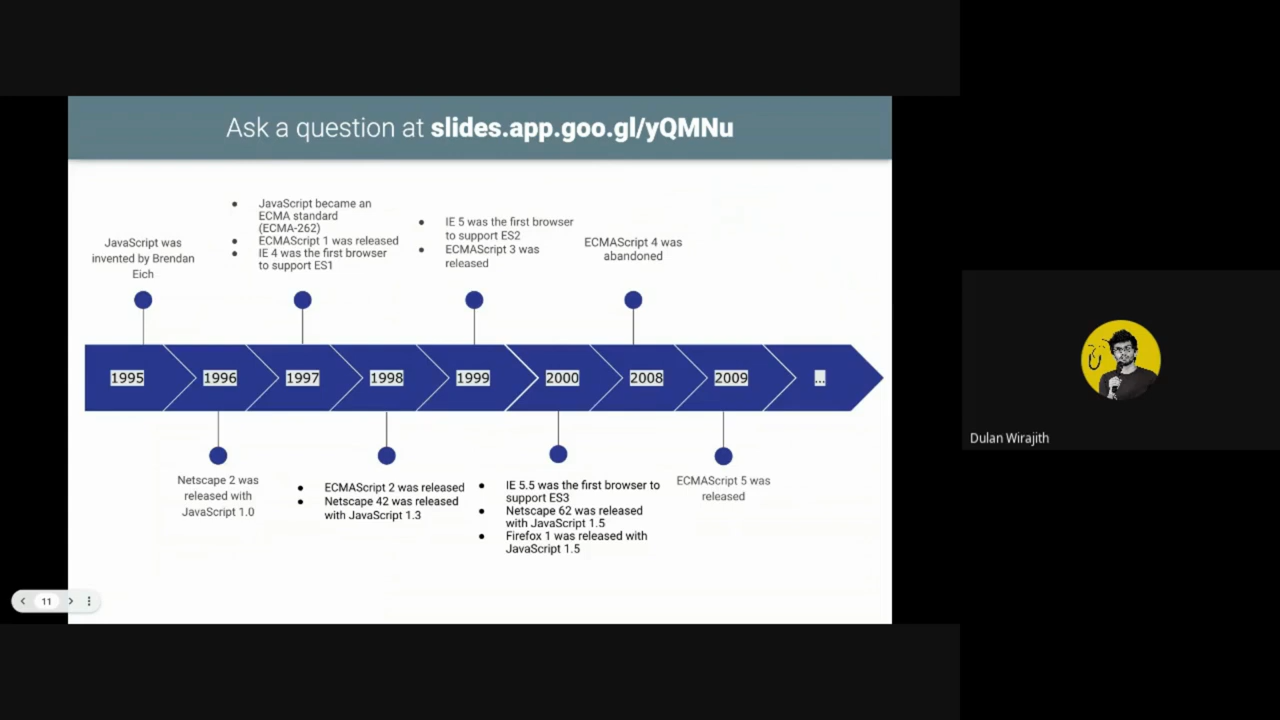 Ask a question at slides.app.goo.gl/yQMNu
JavaScript was
invented by Brendan
Eich
● JavaScript became an
ECMA standard
(ECMA-262)
● ECMAScript 1 was released
● IE 4 was the first browser
to support ES1
● IE 5 was the first browser
to support ES2
● ECMAScript 3 was
released
ECMAScript 4 was
abandoned
1995
1996
1997
1998
1999
2000
2008
2009
...
Netscape 2 was
released with
JavaScript 1.0
● ECMAScript 2 was released
● Netscape 42 was released
with JavaScript 1.3
● IE 5.5 was the first browser to
support ES3
● Netscape 62 was released
with JavaScript 1.5
● Firefox 1 was released with
JavaScript 1.5
ECMAScript 5 was
released
11
Dulan Wirajith